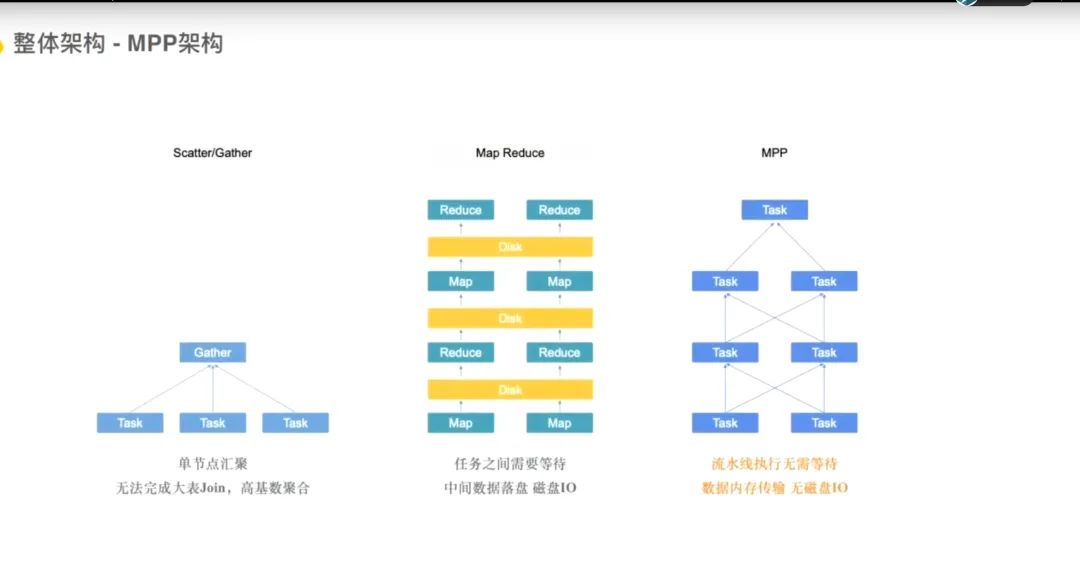 整体架构 - MPP架构
Scatter/Gather
Gather
Task Task Task
单节点汇聚
无法完成大表Join，高基数聚合
Map Reduce
Reduce Reduce
Disk
Map Map
Disk
Reduce Reduce
Disk
Map Map
任务之间需要等待
中间数据落盘 磁盘IO
MPP
Task
Task Task
Task Task
Task Task
流水线执行无需等待
数据内存传输 无磁盘IO